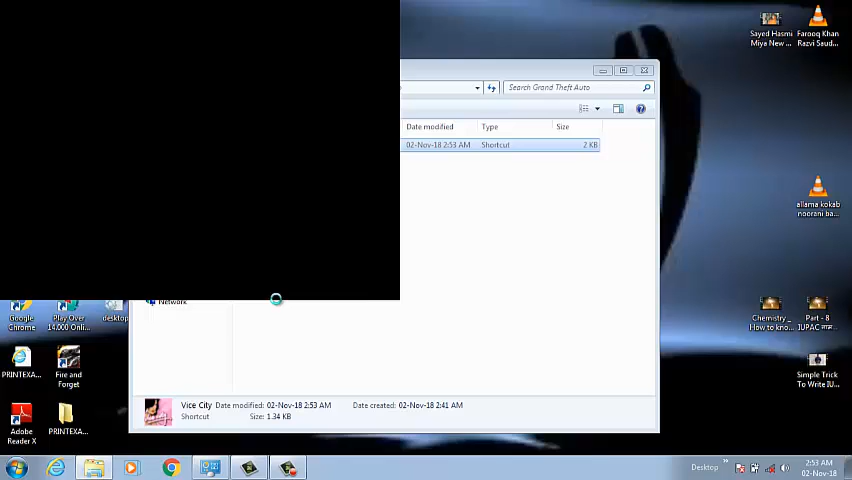 Sayed Hasmi
Miya New ...
Farooq Khan
Razvi Saud...
Search Grand Theft Auto
Date modified
Type
Size
02-Nov-18 2:53 AM
Shortcut
2 KB
allama kokab
noorani ba...
Network
Google
Chrome
Play Over
14,000 Onli...
desktop
Chemistry _
How to kno...
Part - 8
IUPAC नाम...
PRINTEXA...
Fire and
Forget
Simple Trick
To Write IU...
Vice City
Date modified: 02-Nov-18 2:53 AM
Date created: 02-Nov-18 2:41 AM
Shortcut
Size: 1.34 KB
Adobe
Reader X
PRINTEXA...
Desktop
2:53 AM
02-Nov-18